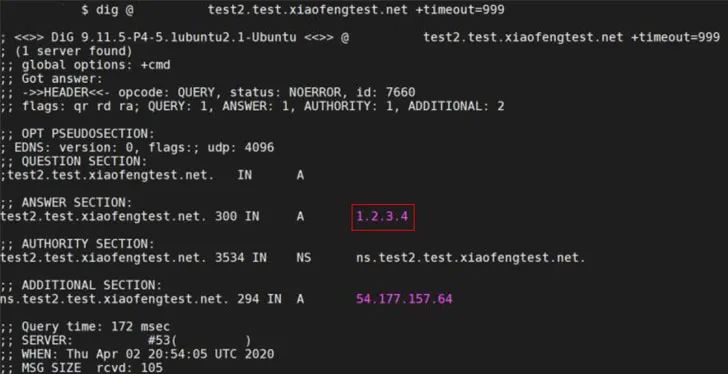 $ dig @ test2.test.xiaofengtest.net +timeout=999
; <<>> DiG 9.11.5-P4-5.1ubuntu2.1-Ubuntu <<>> @ test2.test.xiaofengtest.net +timeout=999
; (1 server found)
;; global options: +cmd
;; Got answer:
;; ->>HEADER<<- opcode: QUERY, status: NOERROR, id: 7660
;; flags: qr rd ra; QUERY: 1, ANSWER: 1, AUTHORITY: 1, ADDITIONAL: 2
;; OPT PSEUDOSECTION:
; EDNS: version: 0, flags:; udp: 4096
;; QUESTION SECTION:
;test2.test.xiaofengtest.net. IN A
;; ANSWER SECTION:
test2.test.xiaofengtest.net. 300 IN A 1.2.3.4
;; AUTHORITY SECTION:
test2.test.xiaofengtest.net. 3534 IN NS ns.test2.test.xiaofengtest.net.
;; ADDITIONAL SECTION:
ns.test2.test.xiaofengtest.net. 294 IN A 54.177.157.64
;; Query time: 172 msec
;; SERVER: #53( )
;; WHEN: Thu Apr 02 20:54:05 UTC 2020
;; MSG SIZE rcvd: 105